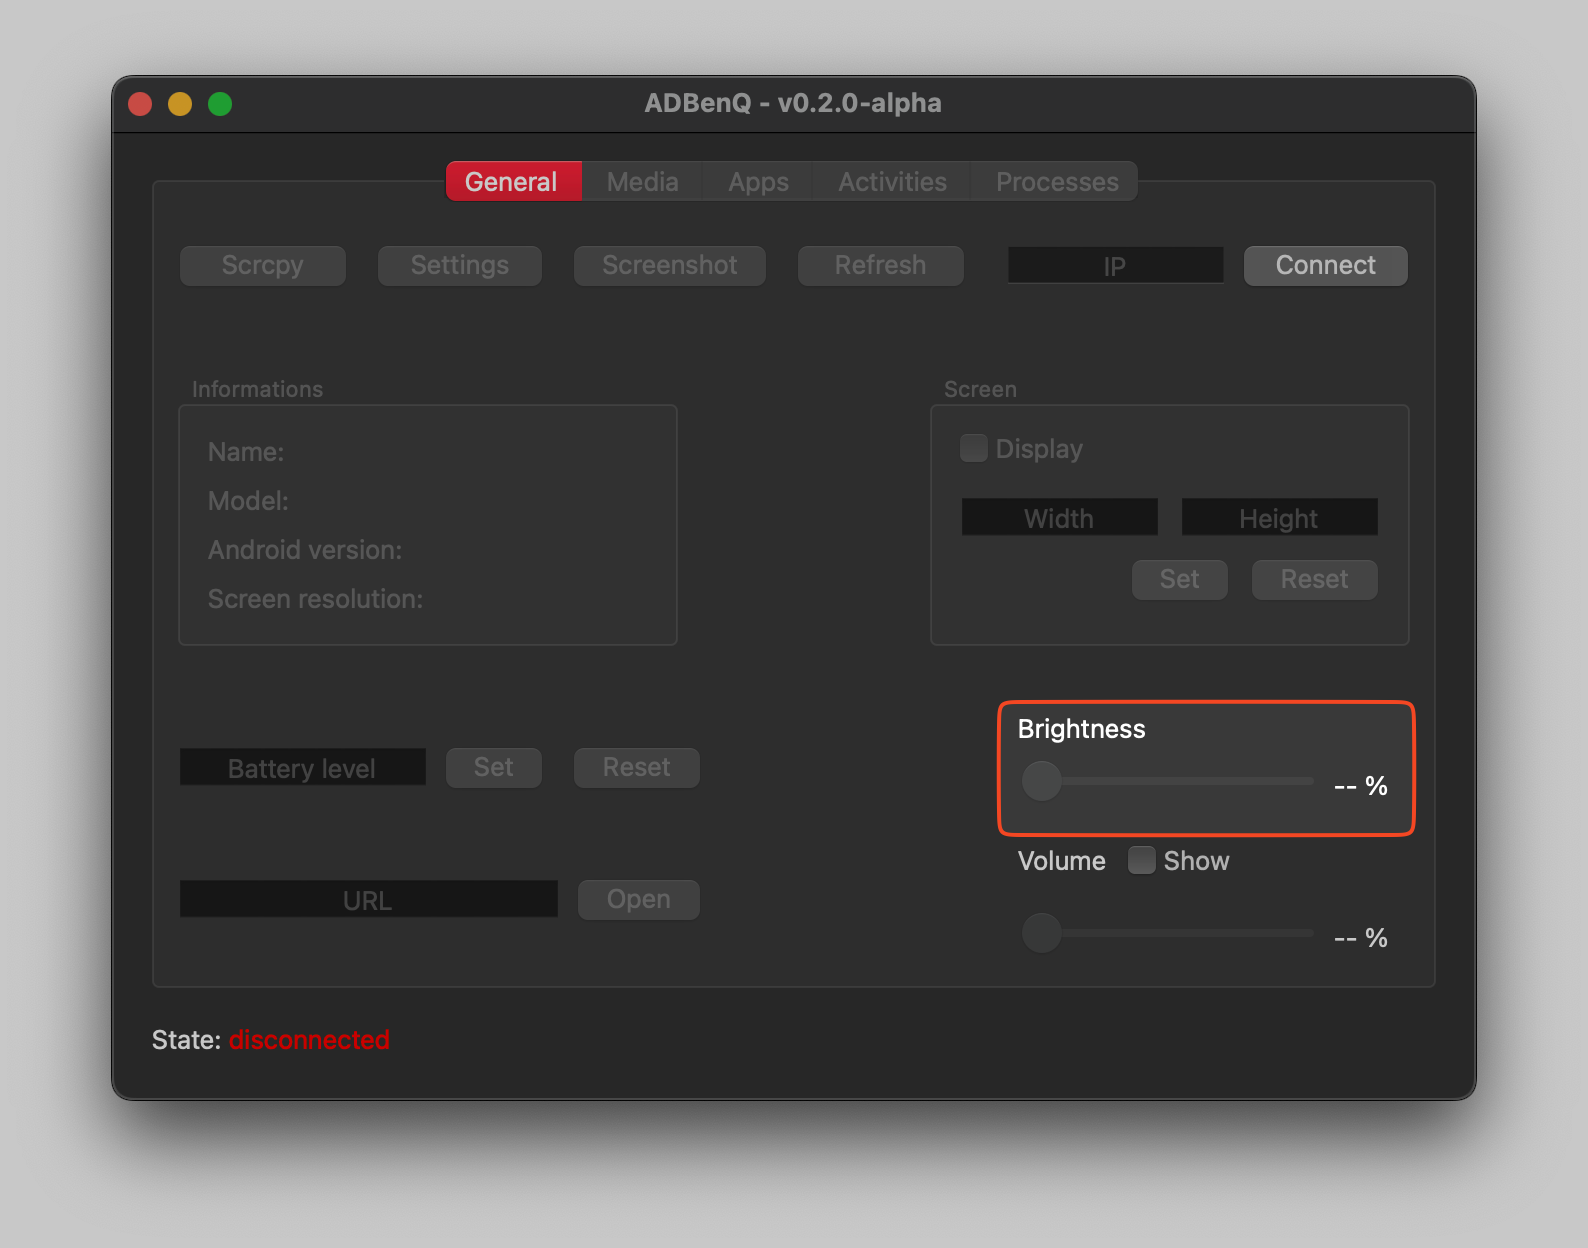 ADBenQ - v0.2.0-alpha
General Media Apps Activities Processes
Scrcpy Settings Screenshot Refresh IP Connect
Informations
Name:
Model:
Android version:
Screen resolution:
Screen
Display
Width Height
Set Reset
Battery level Set Reset
URL Open
Brightness
-- %
Volume Show
-- %
State: disconnected